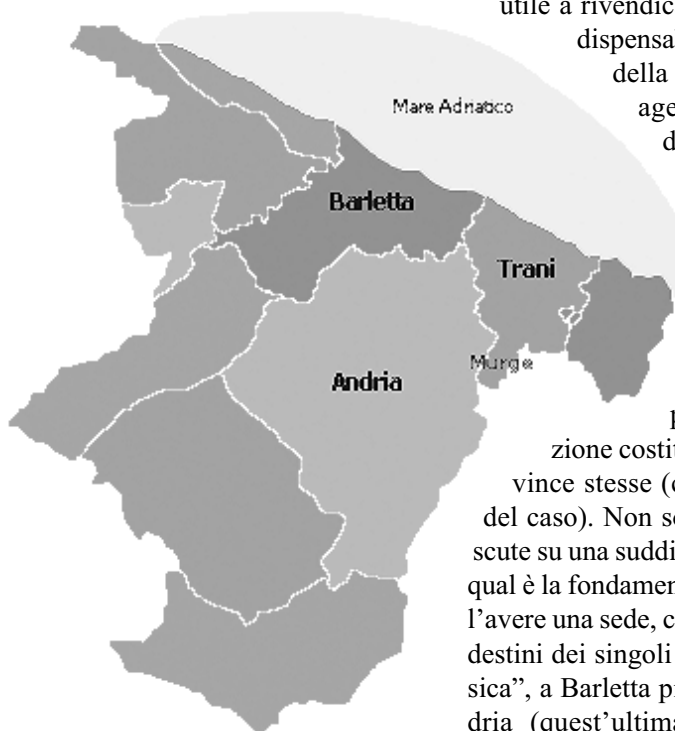 utile a rivendic
dispensa
della
age
d
Mare Adriatico
Barletta
Trani
Murge
Andria
zione costit
vince stesse (
del caso). Non s
scute su una suddi
qual è la fondamen
l'avere una sede, c
destini dei singoli
sica”, a Barletta p
dria (quest'ultima